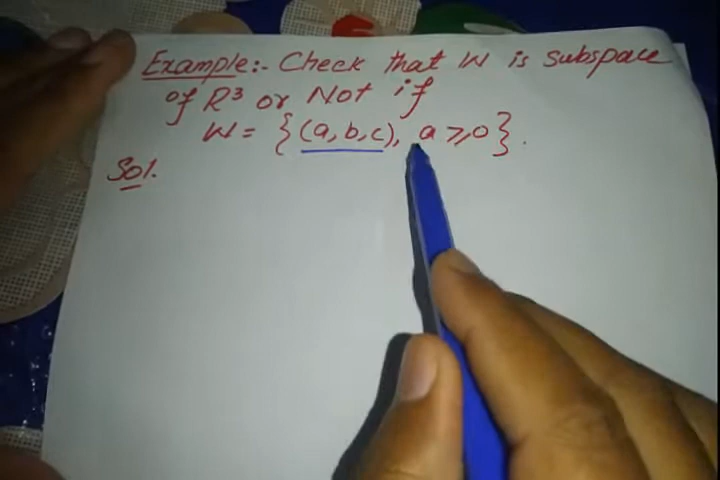 Example:- Check that W is subspace
of R³ or Not if
W = {(a,b,c), a ≥ 0}.
Sol.